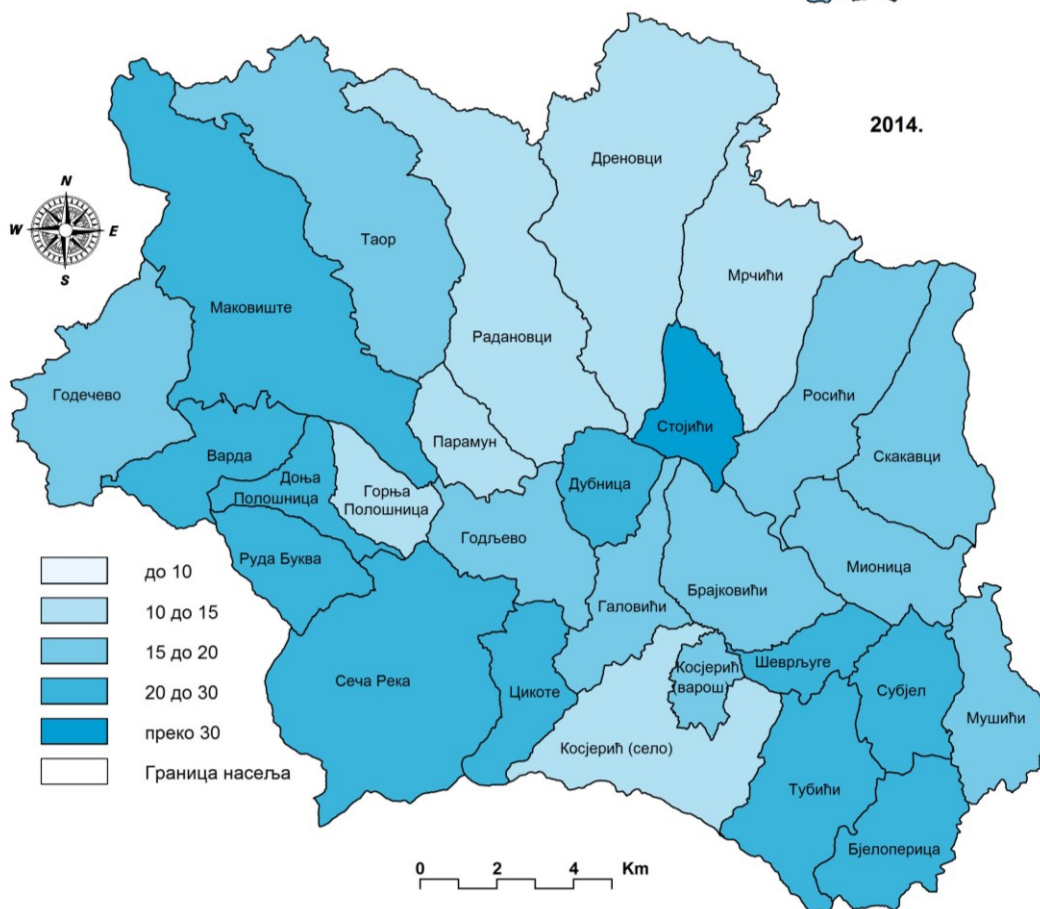 2014.
N
W
E
S
Дреновци
Таор
Мрчићи
Маковиште
Радановци
Годечево
Росићи
Стојићи
Парамун
Скакавци
Варда
Доња
Полошница
Горња
Полошница
Дубница
Годљево
Руда Буква
Мионица
Брајковићи
Галовићи
Шеврљуге
Косјерић
(варош)
Сеча Река
Цикоте
Субјел
Мушићи
Косјерић (село)
Тубићи
Бјелоперица
до 10
10 до 15
15 до 20
20 до 30
преко 30
Граница насеља
0 2 4 Km